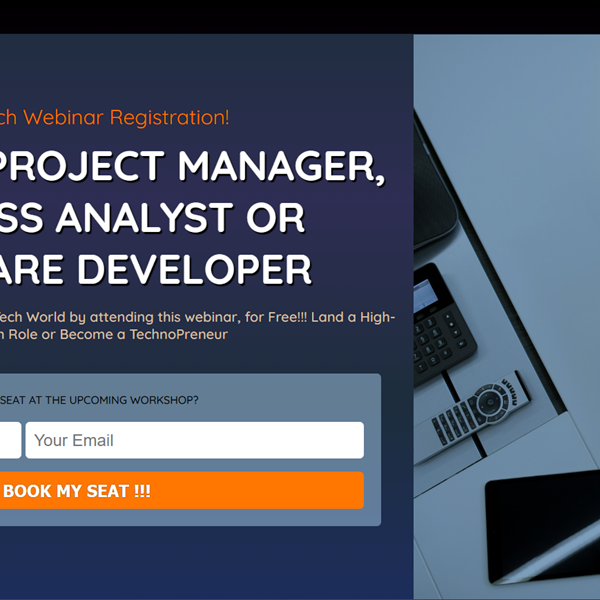 ch Webinar Registration!
PROJECT MANAGER,
SS ANALYST OR
ARE DEVELOPER
Tech World by attending this webinar, for Free!!! Land a High-
n Role or Become a TechnoPreneur
SEAT AT THE UPCOMING WORKSHOP?
Your Email
BOOK MY SEAT !!!